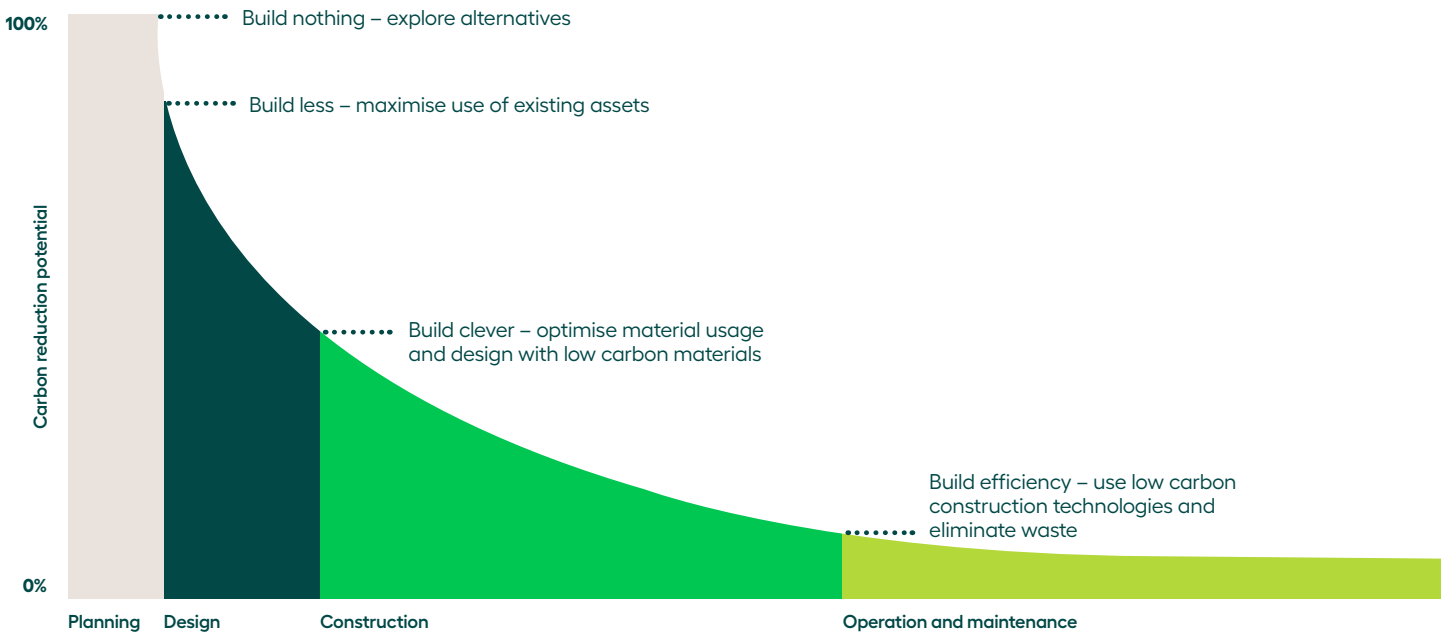 100%
Build nothing – explore alternatives
Build less – maximise use of existing assets
Carbon reduction potential
Build clever – optimise material usage
and design with low carbon materials
Build efficiency – use low carbon
construction technologies and
eliminate waste
0%
Planning
Design
Construction
Operation and maintenance